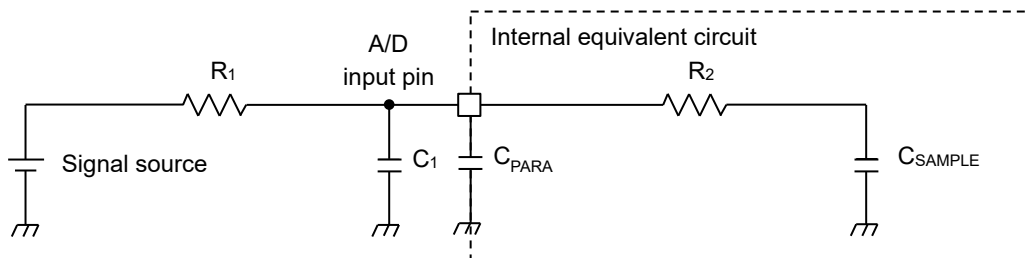 Internal equivalent circuit
A/D
input pin
R1
R2
Signal source
C1
CPARA
CSAMPLE